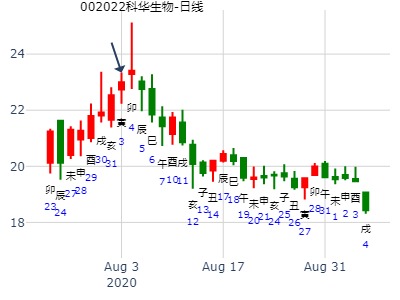 002022科华生物-日线
24
22
20
18
卯
23
辰
24
未
27
申
28
酉
29
戌
30
亥
31
寅
3
卯
4
辰
5
巳
6
午
7
酉
10
戌
11
亥
12
子
13
丑
14
辰
17
巳
18
午
19
未
20
申
21
亥
24
子
25
丑
26
寅
27
卯
28
午
31
未
1
申
2
酉
3
戌
4
Aug 3
2020
Aug 17
Aug 31